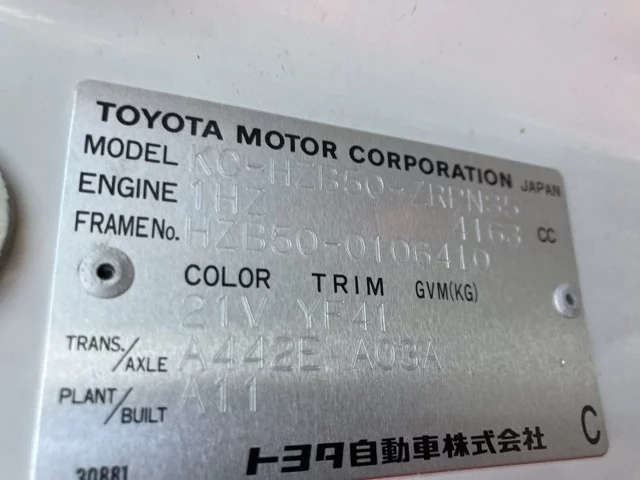 TOYOTA MOTOR CORPORATION JAPAN
MODEL KC-HZB50-ZRPNS5
ENGINE 1HZ 4163 CC
FRAME No. HZB50-0106410
COLOR TRIM GVM(KG)
21V YF41
TRANS./AXLE A442E A03A
PLANT/BUILT A11
トヨタ自動車株式会社 C
30881